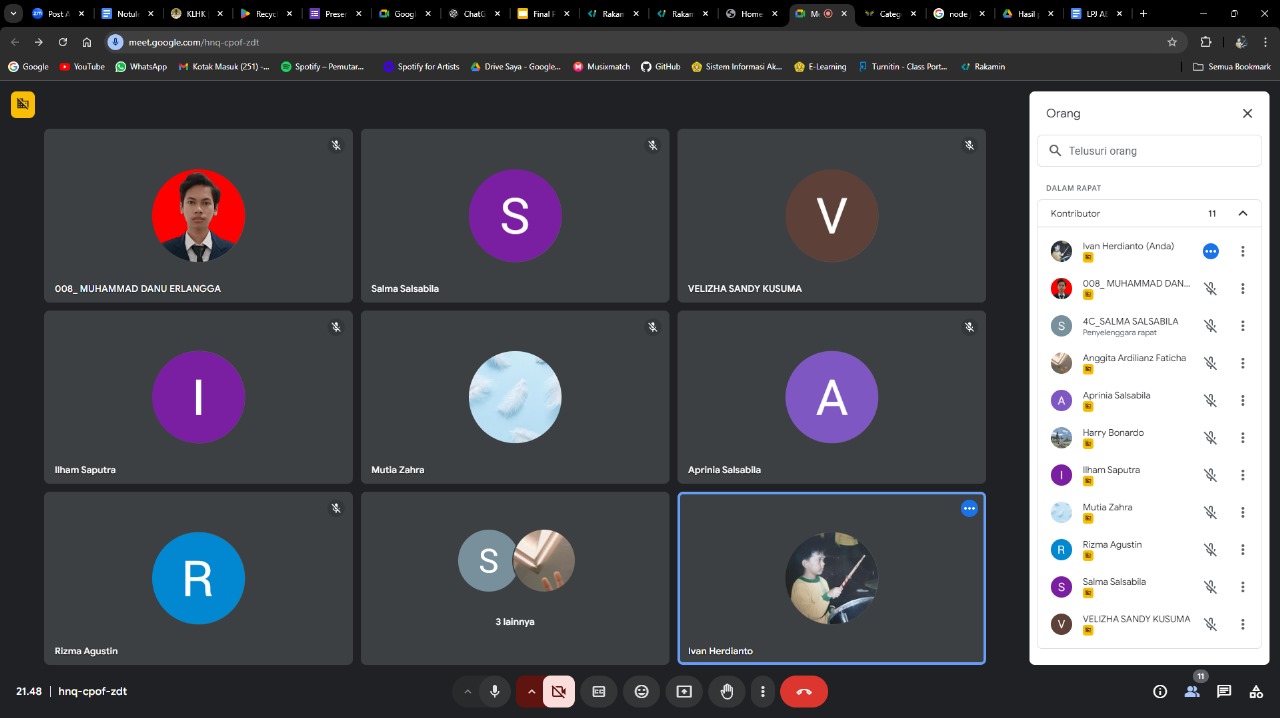 Post A
Notul
KLHK
Recyc
Preser
Googl
ChatG
Final F
Rakam
Rakam
Home
M
Categ
node
Hasil
LPJ A
meet.google.com/hnq-cpof-zdt
Google
YouTube
WhatsApp
Kotak Masuk (251) -...
Spotify – Pemutar...
Spotify for Artists
Drive Saya - Google...
Musixmatch
GitHub
Sistem Informasi Ak...
E-Learning
Turnitin - Class Port...
Rakamin
Semua Bookmark
008_ MUHAMMAD DANU ERLANGGA
S
Salma Salsabila
V
VELIZHA SANDY KUSUMA
I
Ilham Saputra
Mutia Zahra
A
Aprinia Salsabila
R
Rizma Agustin
S
3 lainnya
Ivan Herdianto
Orang
Telusuri orang
DALAM RAPAT
Kontributor 11
Ivan Herdianto (Anda)
008_ MUHAMMAD DAN...
S 4C_SALMA SALSABILA
Penyelenggara rapat
Anggita Ardilianz Faticha
A Aprinia Salsabila
Harry Bonardo
I Ilham Saputra
Mutia Zahra
R Rizma Agustin
S Salma Salsabila
V VELIZHA SANDY KUSUMA
21.48 | hnq-cpof-zdt
11